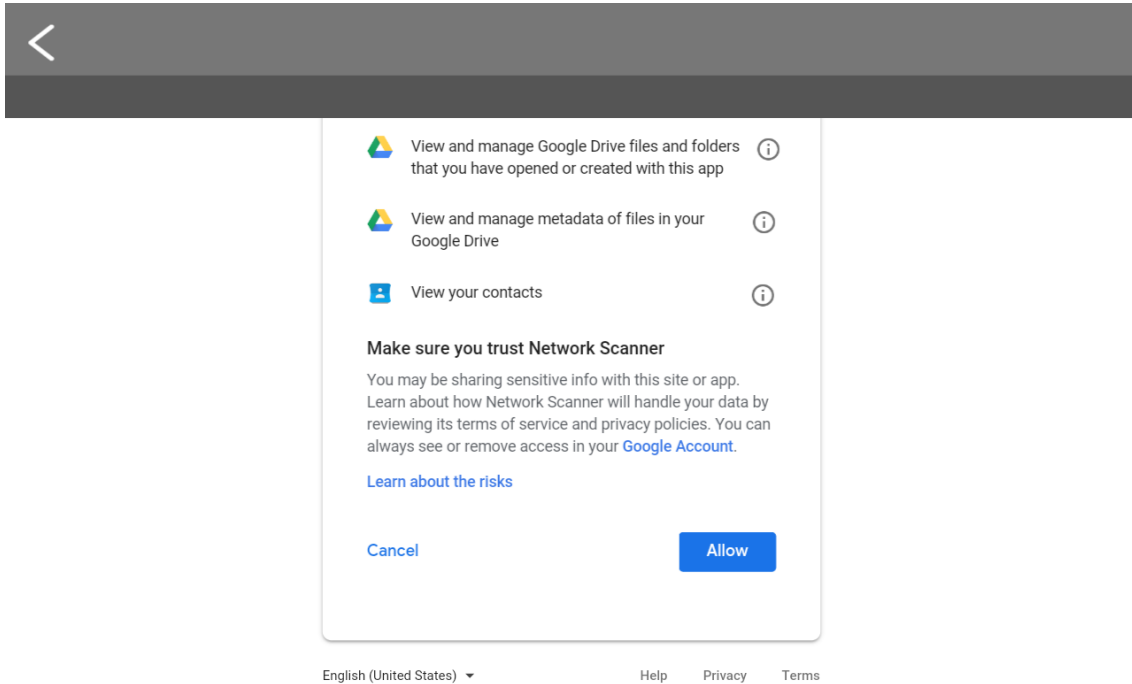 View and manage Google Drive files and folders
that you have opened or created with this app
View and manage metadata of files in your
Google Drive
View your contacts
Make sure you trust Network Scanner
You may be sharing sensitive info with this site or app.
Learn about how Network Scanner will handle your data by
reviewing its terms of service and privacy policies. You can
always see or remove access in your Google Account.
Learn about the risks
Cancel Allow
English (United States) Help Privacy Terms